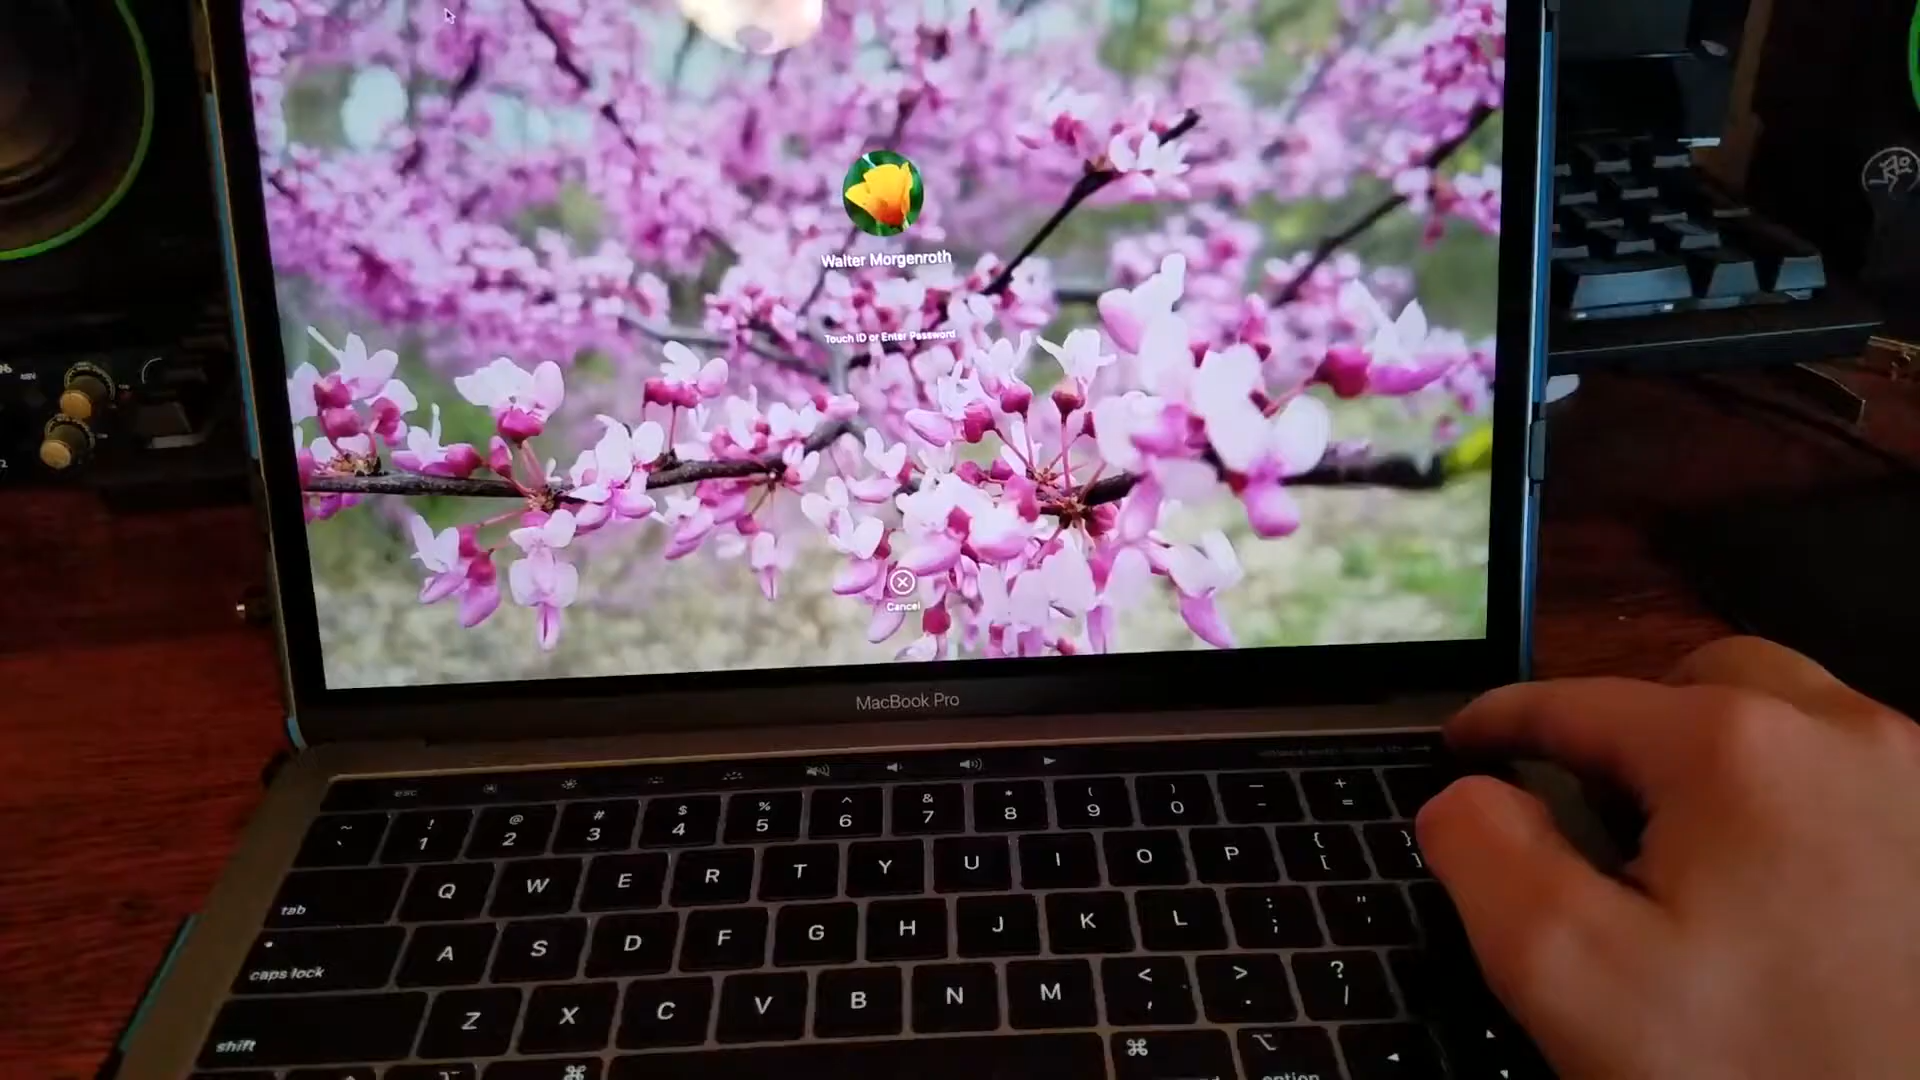 Walter Morgenroth
Touch ID or Enter Password
Cancel
MacBook Pro
esc
~ ! @ # $ % ^ & * ( ) — +
` 1 2 3 4 5 6 7 8 9 0 - =
tab Q W E R T Y U I O P { [ } ]
caps lock A S D F G H J K L : ; " '
shift Z X C V B N M < , > . ? /
⌘ ⌘ ⌥
option